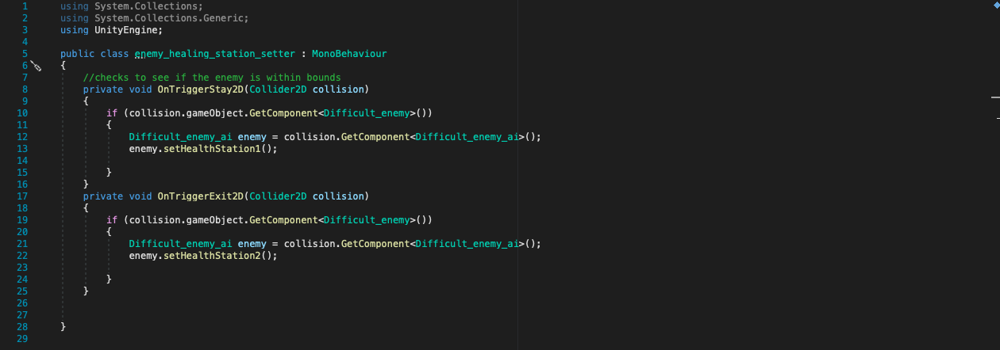 1 using System.Collections;
2 using System.Collections.Generic;
3 using UnityEngine;
4
5 public class enemy_healing_station_setter : MonoBehaviour
6 {
7 //checks to see if the enemy is within bounds
8 private void OnTriggerStay2D(Collider2D collision)
9 {
10 if (collision.gameObject.GetComponent<Difficult_enemy>())
11 {
12 Difficult_enemy_ai enemy = collision.GetComponent<Difficult_enemy_ai>();
13 enemy.setHealthStation1();
14
15 }
16 }
17 private void OnTriggerExit2D(Collider2D collision)
18 {
19 if (collision.gameObject.GetComponent<Difficult_enemy>())
20 {
21 Difficult_enemy_ai enemy = collision.GetComponent<Difficult_enemy_ai>();
22 enemy.setHealthStation2();
23
24 }
25 }
26
27
28 }
29